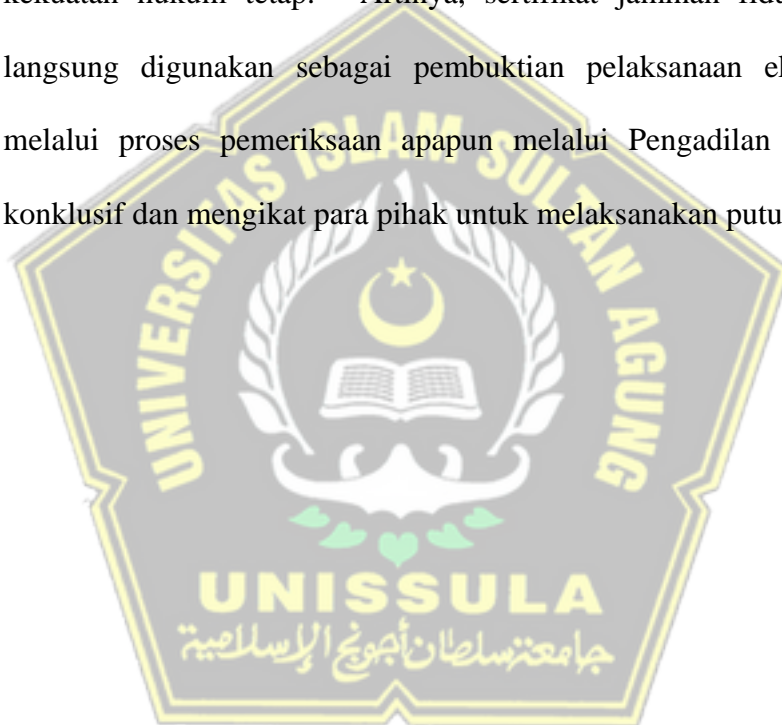 kekuatan hukum tetap. Artinya, sertifikat jaminan
langsung digunakan sebagai pembuktian pelaksanaan
melalui proses pemeriksaan apapun melalui Pengadilan
konklusif dan mengikat para pihak untuk melaksanakan
UNIVERSITAS ISLAM SULTAN AGUNG
UNISSULA
جامعة سلطان أجونج الإسلامية